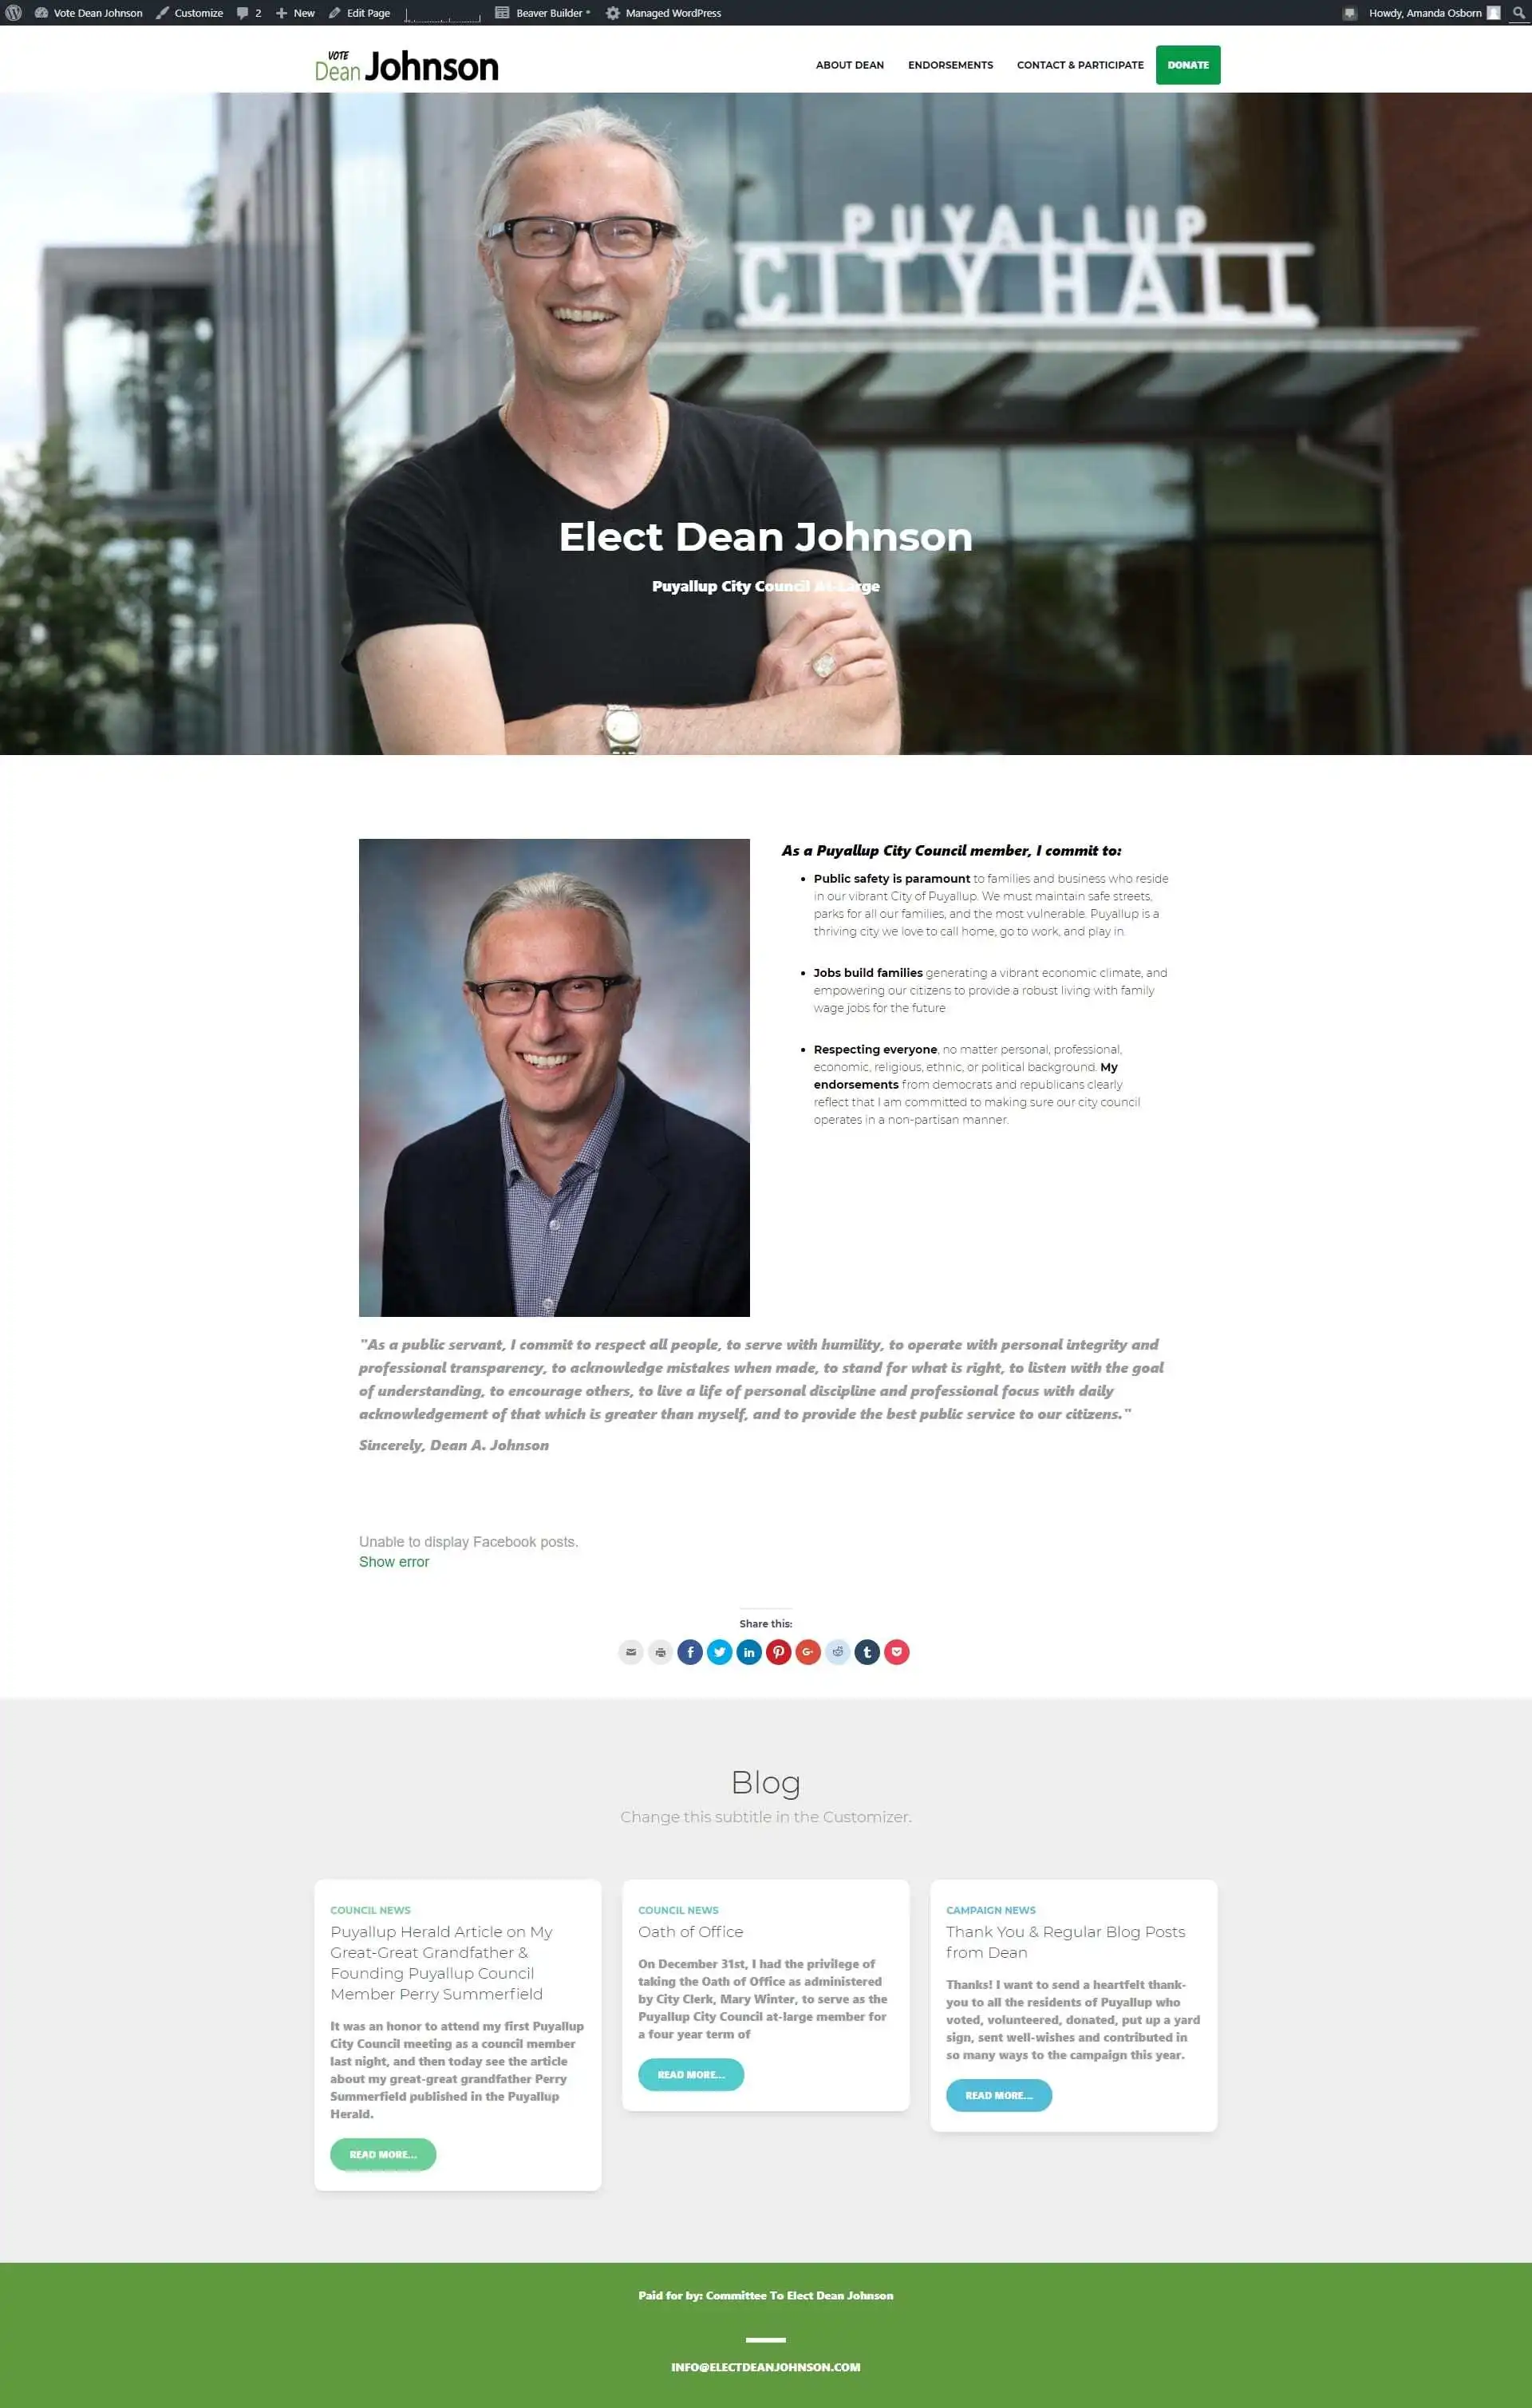 Vote Dean Johnson Customize 2 New Edit Page Beaver Builder Managed WordPress Howdy, Amanda Osborn
VOTE
Dean Johnson
ABOUT DEAN ENDORSEMENTS CONTACT & PARTICIPATE DONATE
PUYALLUP
CITY HALL
Elect Dean Johnson
Puyallup City Council At-Large
As a Puyallup City Council member, I commit to:
• Public safety is paramount to families and business who reside
in our vibrant City of Puyallup. We must maintain safe streets,
parks for all our families, and the most vulnerable. Puyallup is a
thriving city we love to call home, go to work, and play in.
• Jobs build families generating a vibrant economic climate, and
empowering our citizens to provide a robust living with family
wage jobs for the future
• Respecting everyone, no matter personal, professional,
economic, religious, ethnic, or political background. My
endorsements from democrats and republicans clearly
reflect that I am committed to making sure our city council
operates in a non-partisan manner.
"As a public servant, I commit to respect all people, to serve with humility, to operate with personal integrity and
professional transparency, to acknowledge mistakes when made, to stand for what is right, to listen with the goal
of understanding, to encourage others, to live a life of personal discipline and professional focus with daily
acknowledgement of that which is greater than myself, and to provide the best public service to our citizens."
Sincerely, Dean A. Johnson
Unable to display Facebook posts.
Show error
Share this:
Blog
Change this subtitle in the Customizer.
COUNCIL NEWS
Puyallup Herald Article on My
Great-Great Grandfather &
Founding Puyallup Council
Member Perry Summerfield
It was an honor to attend my first Puyallup
City Council meeting as a council member
last night, and then today see the article
about my great-great grandfather Perry
Summerfield published in the Puyallup
Herald.
READ MORE...
COUNCIL NEWS
Oath of Office
On December 31st, I had the privilege of
taking the Oath of Office as administered
by City Clerk, Mary Winter, to serve as the
Puyallup City Council at-large member for
a four year term of
READ MORE...
CAMPAIGN NEWS
Thank You & Regular Blog Posts
from Dean
Thanks! I want to send a heartfelt thank-
you to all the residents of Puyallup who
voted, volunteered, donated, put up a yard
sign, sent well-wishes and contributed in
so many ways to the campaign this year.
READ MORE...
Paid for by: Committee To Elect Dean Johnson
INFO@ELECTDEANJOHNSON.COM